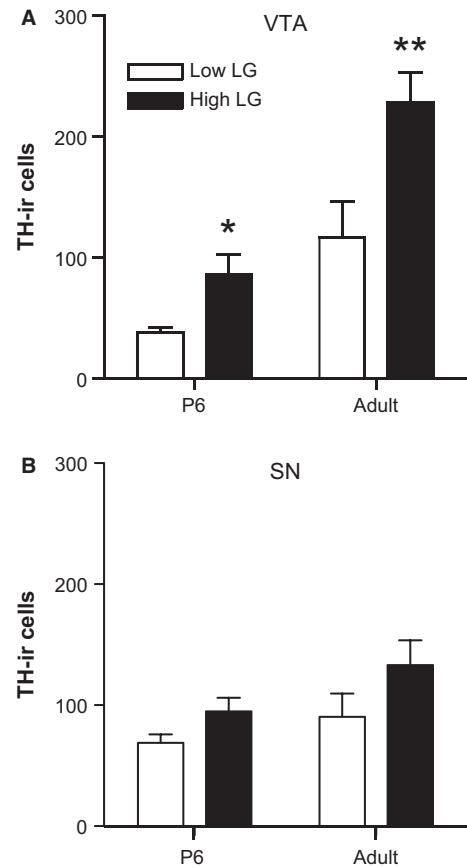 A
VTA
300
200
100
0
TH-ir cells
Low LG
High LG
*
**
P6
Adult
B
SN
300
200
100
0
TH-ir cells
P6
Adult